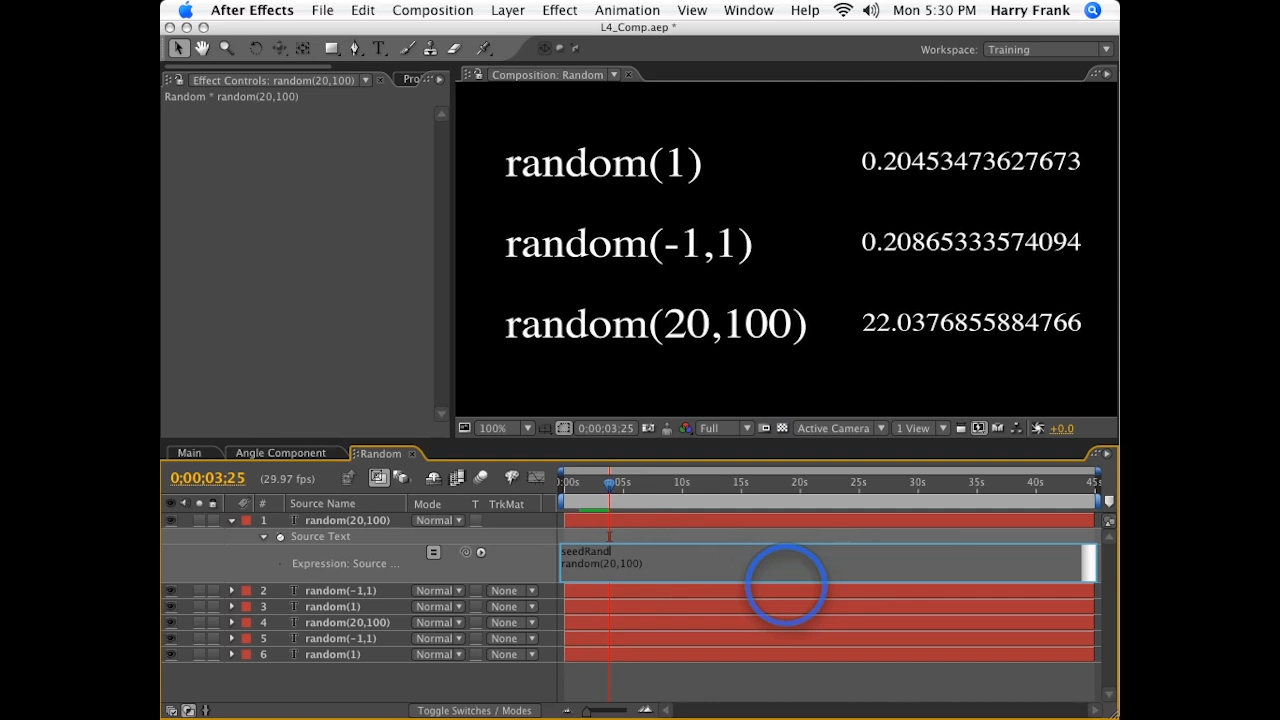 After Effects File Edit Composition Layer Effect Animation View Window Help Mon 5:30 PM Harry Frank
L4_Comp.aep *
Workspace: Training
Effect Controls: random(20,100) Pro
Composition: Random
Random * random(20,100)
random(1) 0.20453473627673
random(-1,1) 0.20865333574094
random(20,100) 22.0376855884766
100% 0:00:03:25 Full Active Camera 1 View +0.0
Main Angle Component Random
0:00:03:25 (29.97 fps)
:00s 05s 10s 15s 20s 25s 30s 35s 40s 45s
# Source Name Mode T TrkMat
1 T random(20,100) Normal
Source Text
seedRand
Expression: Source ... random(20,100)
2 T random(-1,1) Normal None
3 T random(1) Normal None
4 T random(20,100) Normal None
5 T random(-1,1) Normal None
6 T random(1) Normal None
Toggle Switches / Modes